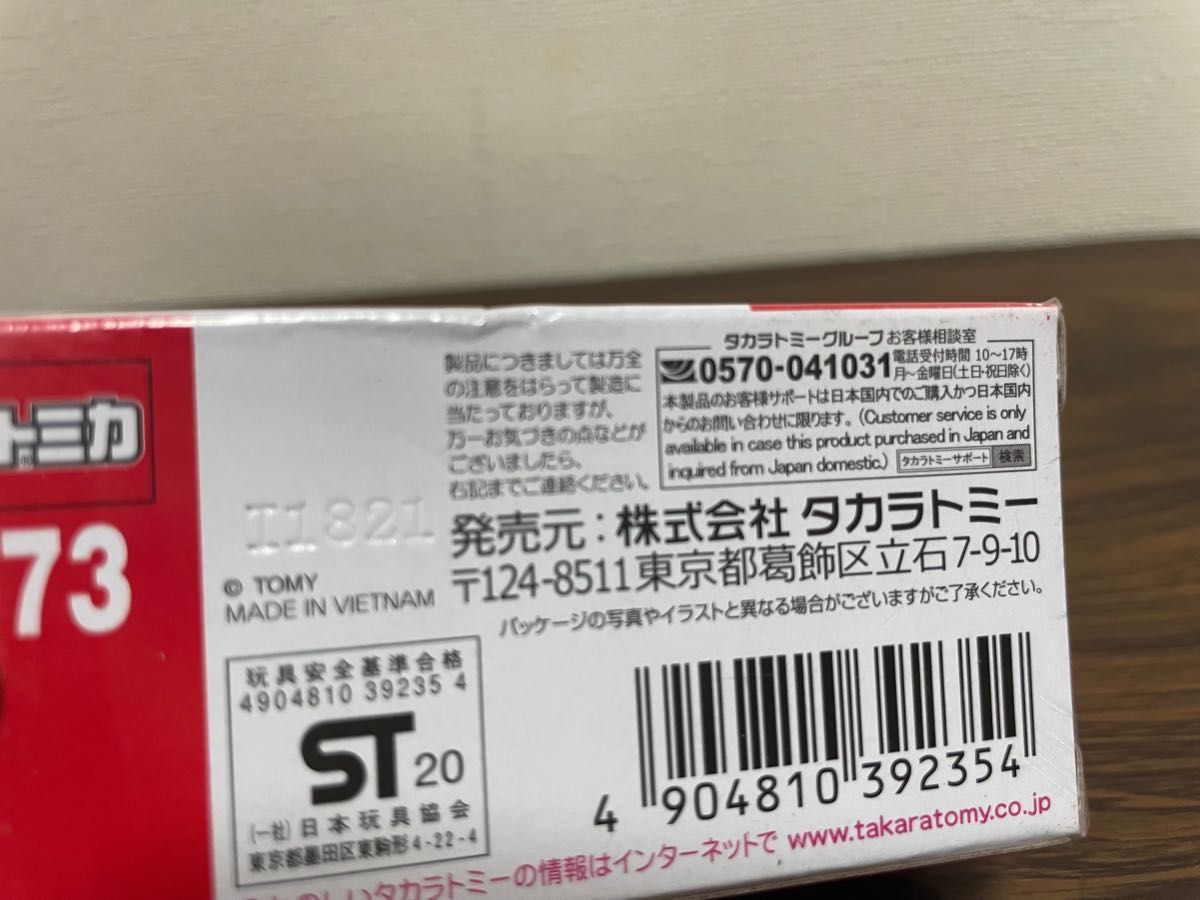 トミカ
73
製品につきましては万全
の注意をはらって製造に
当たっておりますが、
万一お気づきの点などが
ございましたら、
右記までご連絡ください。
タカラトミーグループお客様相談室
0570-041031 電話受付時間 10～17時
月～金曜日(土日・祝日除く)
本製品のお客様サポートは日本国内でのご購入かつ日本国内
からのお問い合わせに限ります。(Customer service is only
available in case this product purchased in Japan and
inquired from Japan domestic.) タカラトミーサポート 検索
I1821
発売元：株式会社 タカラトミー
〒124-8511東京都葛飾区立石7-9-10
© TOMY
MADE IN VIETNAM
パッケージの写真やイラストと異なる場合がございますがご了承ください。
玩具安全基準合格
4904810 39235 4
ST 20
(一社)日本玩具協会
東京都墨田区東駒形4-22-4
4 904810 392354
のしいタカラトミーの情報はインターネットで www.takaratomy.co.jp